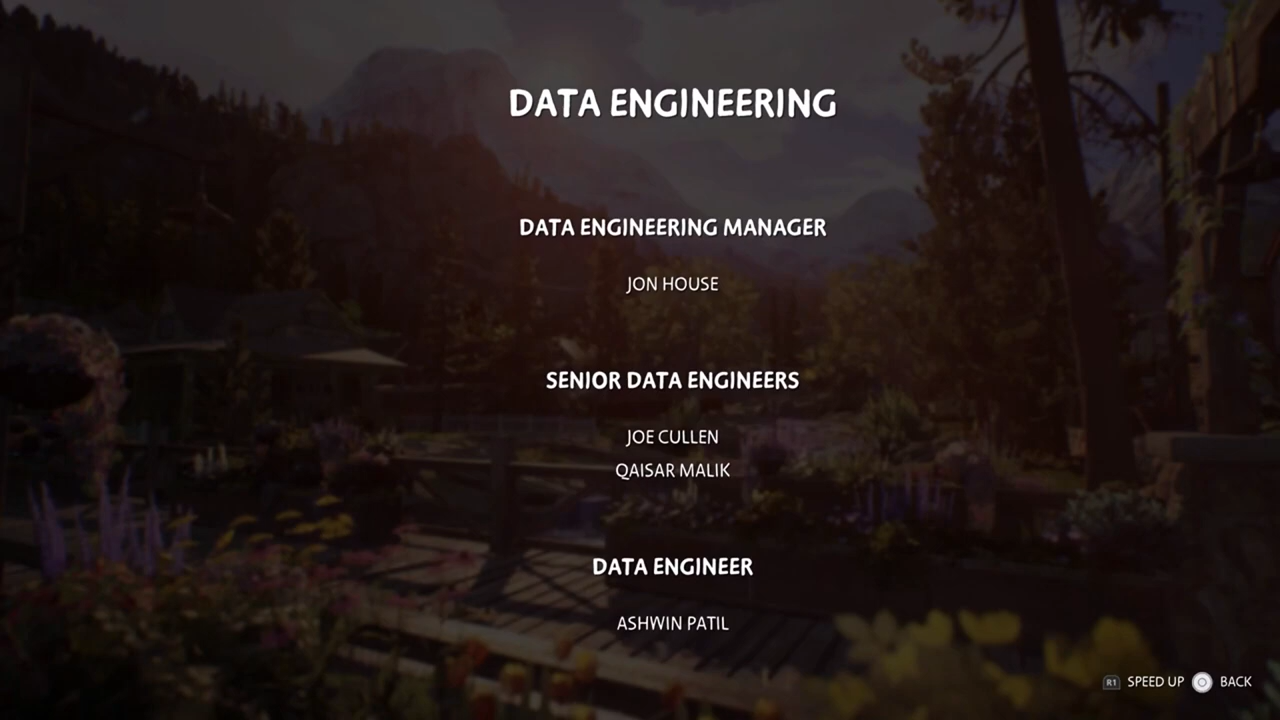 DATA ENGINEERING
DATA ENGINEERING MANAGER
JON HOUSE
SENIOR DATA ENGINEERS
JOE CULLEN
QAISAR MALIK
DATA ENGINEER
ASHWIN PATIL
R1 SPEED UP BACK